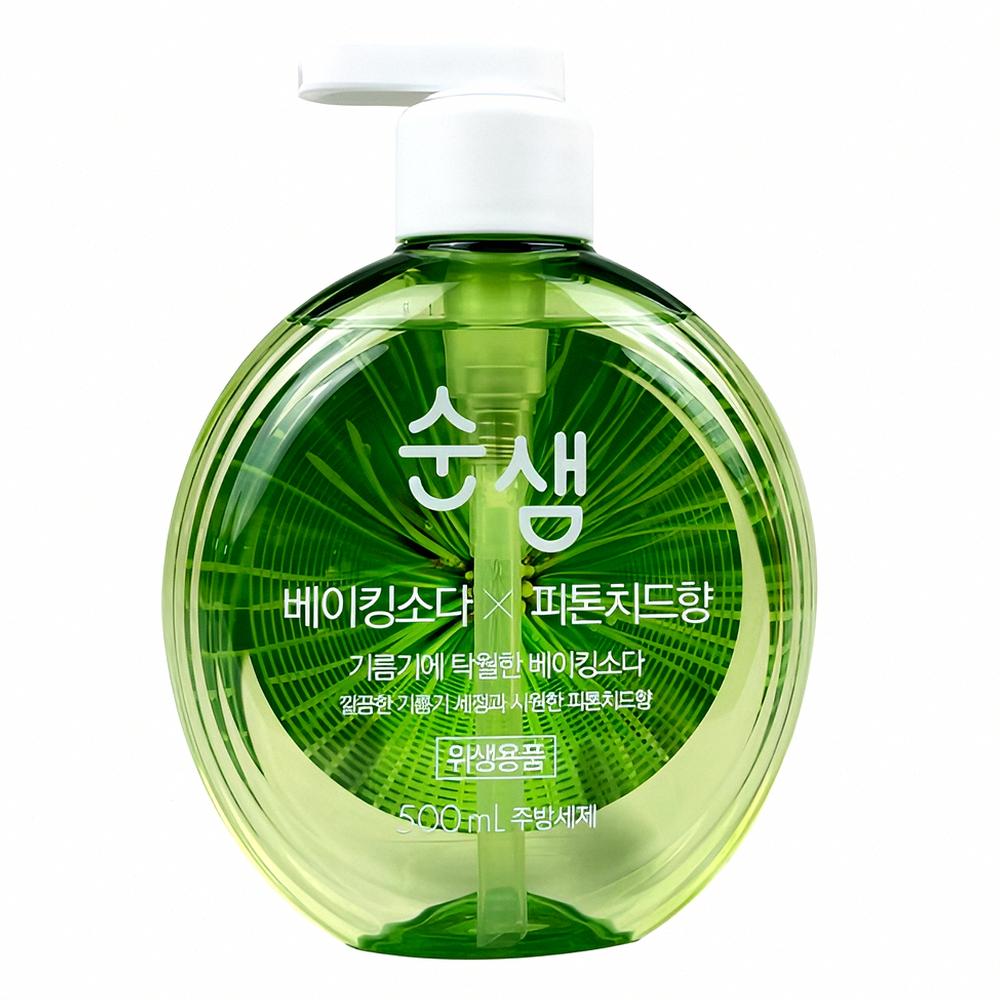 순샘
베이킹소다 × 피톤치드향
기름기에 탁월한 베이킹소다
깔끔한 기름기 세정과 시원한 피톤치드향
위생용품
500 mL 주방세제